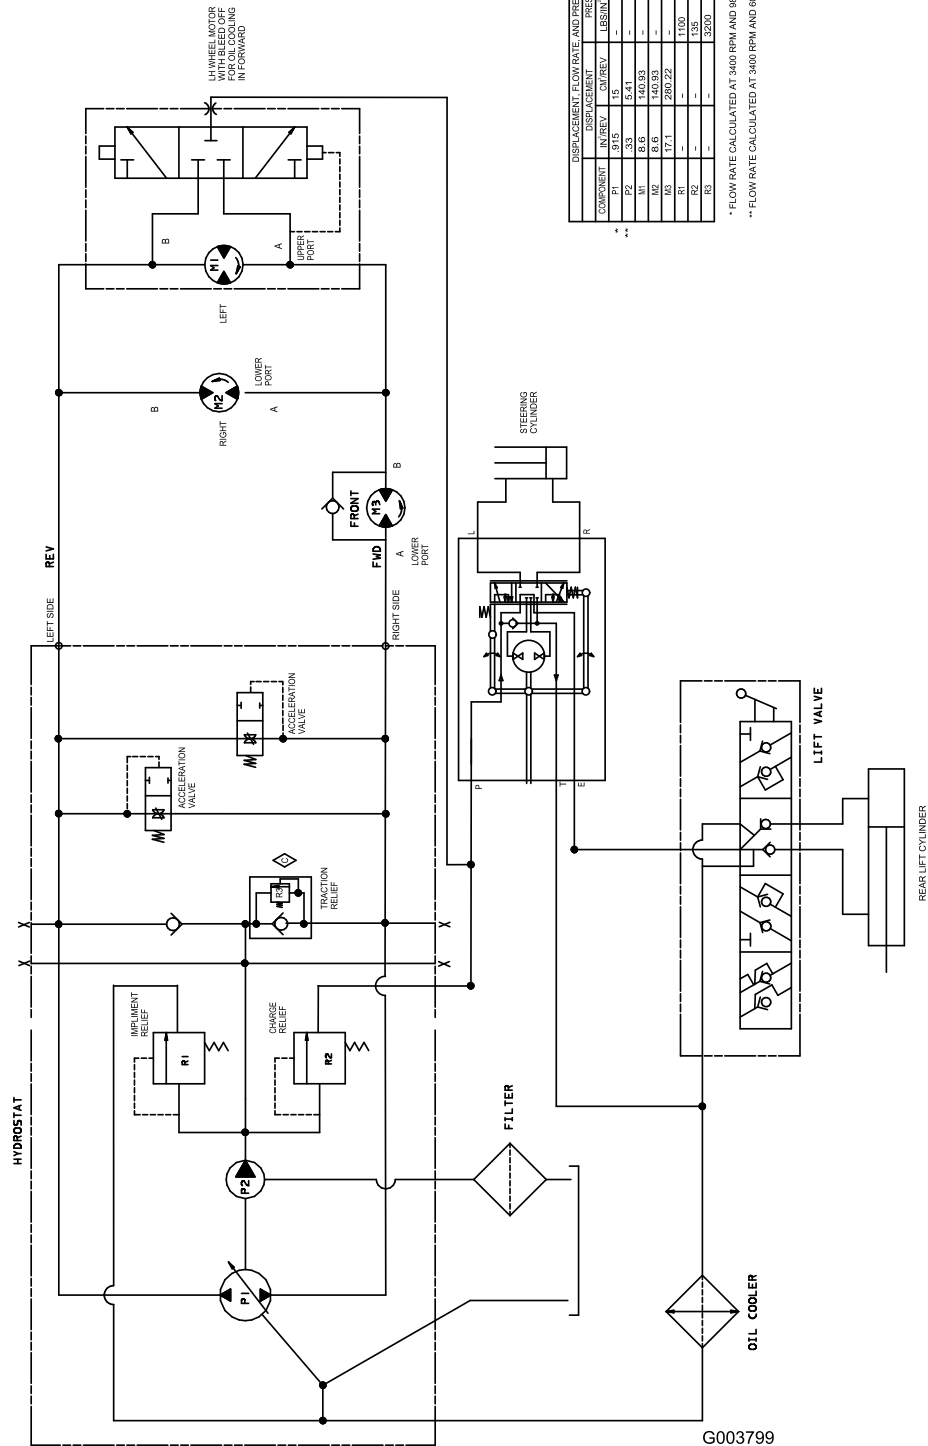 DISPLACEMENT, FLOW RATE, AND PRE
DISPLACEMENT PRES
COMPONENT IN³/REV CM³/REV LBS/IN
* P1 .915 15 –
** P2 .33 5.41 –
M1 8.6 140.93 –
M2 8.6 140.93 –
M3 17.1 280.22 –
R1 – – 1100
R2 – – 135
R3 – – 3200
* FLOW RATE CALCULATED AT 3400 RPM AND 98
** FLOW RATE CALCULATED AT 3400 RPM AND
LH WHEEL MOTOR
WITH BLEED OFF
FOR OIL COOLING
IN FORWARD
B
A
UPPER
PORT
M1
LEFT
LOWER
PORT
M2
B
A
RIGHT
STEERING
CYLINDER
FRONT
M3
B
A
LOWER
PORT
REV
FWD
LEFT SIDE
RIGHT SIDE
L
R
P
T
E
ACCELERATION
VALVE
ACCELERATION
VALVE
C
R3
TRACTION
RELIEF
LIFT VALVE
REAR LIFT CYLINDER
IMPLIMENT
RELIEF
R1
CHARGE
RELIEF
R2
HYDROSTAT
P2
FILTER
P1
OIL COOLER
G003799